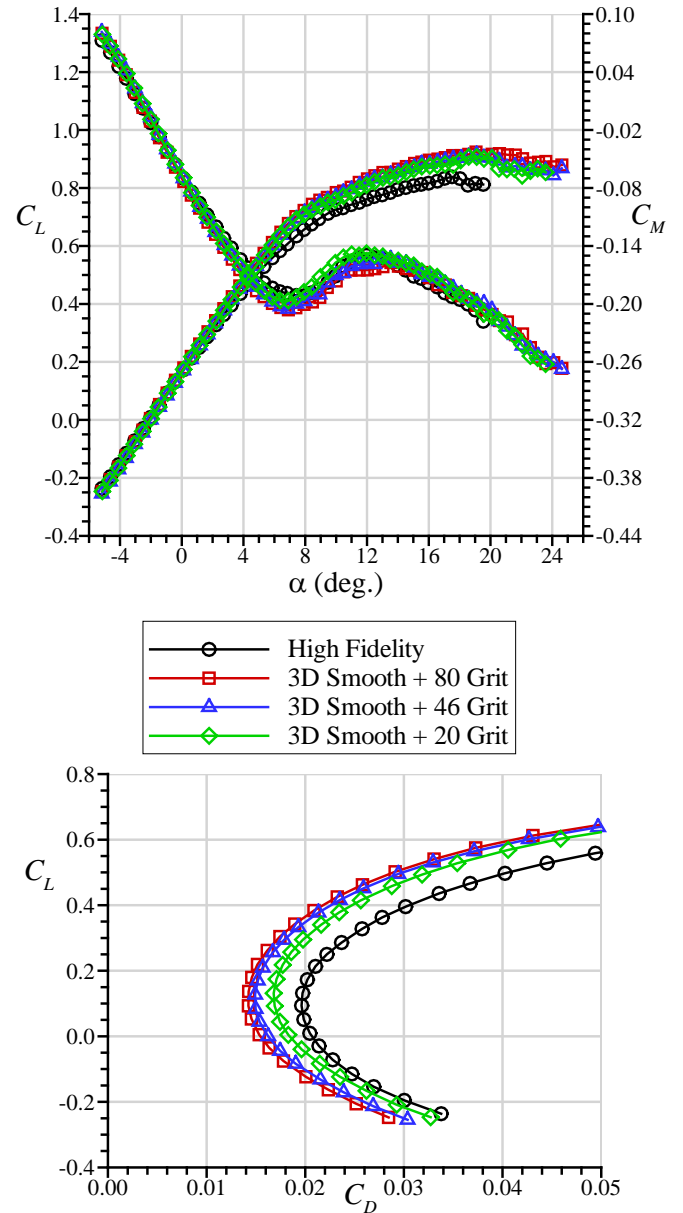 1.4
1.2
1.0
0.8
0.6
0.4
0.2
0.0
-0.2
-0.4
C_L
0.10
0.04
-0.02
-0.08
-0.14
-0.20
-0.26
-0.32
-0.38
-0.44
C_M
-4 0 4 8 12 16 20 24
α (deg.)
High Fidelity
3D Smooth + 80 Grit
3D Smooth + 46 Grit
3D Smooth + 20 Grit
0.8
0.6
0.4
0.2
0.0
-0.2
-0.4
C_L
0.00 0.01 0.02 0.03 0.04 0.05
C_D